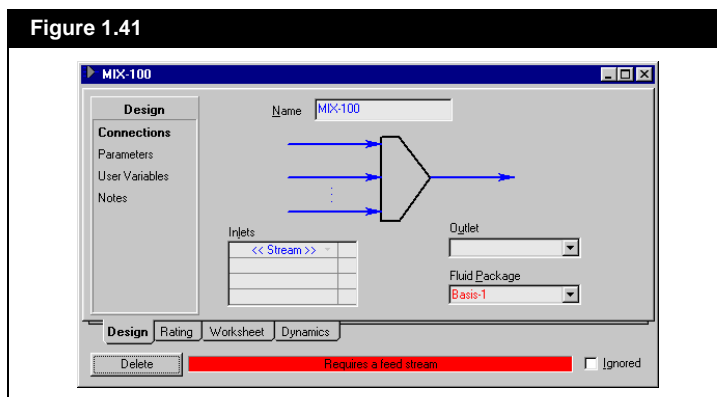 Figure 1.41
MIX-100
Design
Connections
Parameters
User Variables
Notes
Name MIX-100
Inlets
<< Stream >>
Outlet
Fluid Package
Basis-1
Design Rating Worksheet Dynamics
Delete Requires a feed stream Ignored